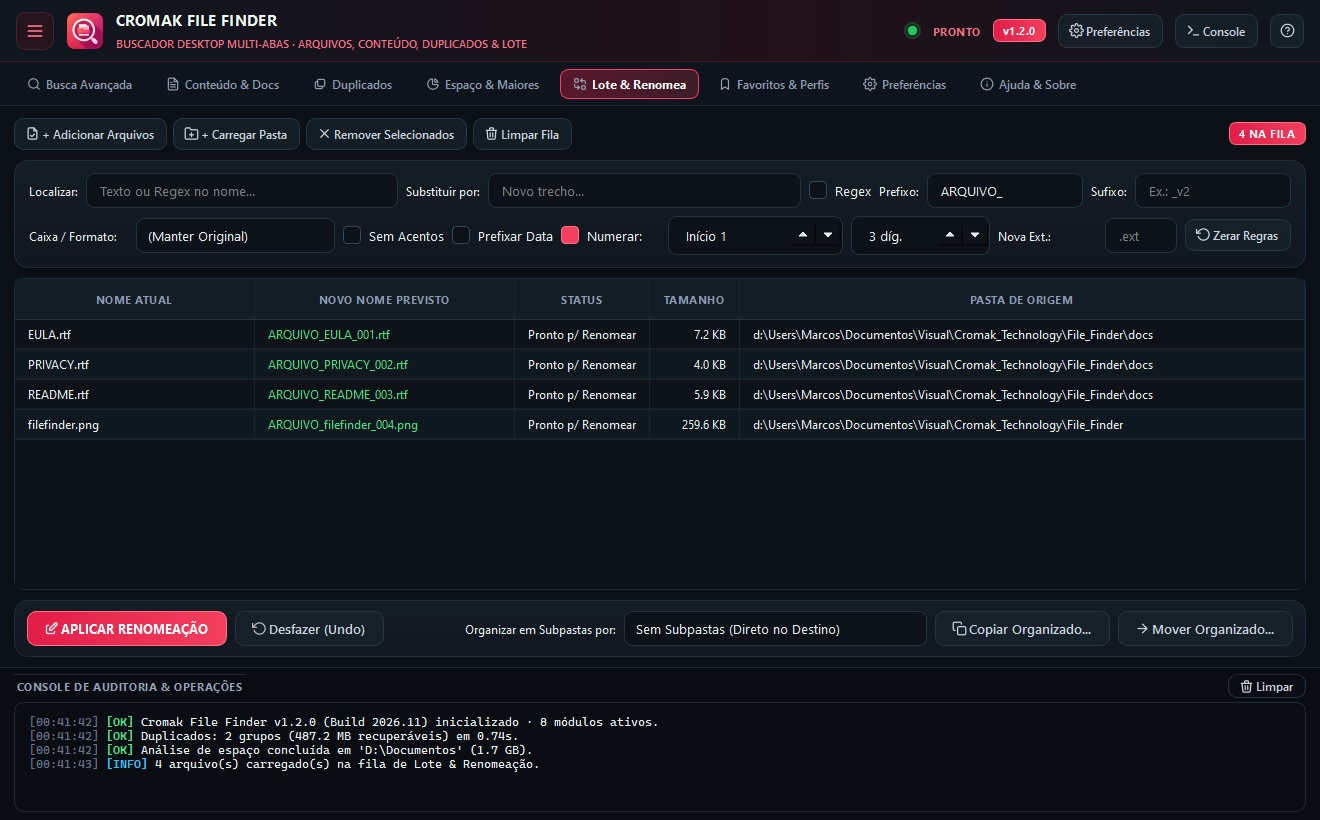 CROMAK FILE FINDER
BUSCADOR DESKTOP MULTI-ABAS · ARQUIVOS, CONTEÚDO, DUPLICADOS & LOTE
PRONTO v1.2.0 Preferências Console
Busca Avançada Conteúdo & Docs Duplicados Espaço & Maiores Lote & Renomea Favoritos & Perfis Preferências Ajuda & Sobre
+ Adicionar Arquivos + Carregar Pasta Remover Selecionados Limpar Fila 4 NA FILA
Localizar: Texto ou Regex no nome... Substituir por: Novo trecho... Regex Prefixo: ARQUIVO_ Sufixo: Ex.: _v2
Caixa / Formato: (Manter Original) Sem Acentos Prefixar Data Numerar: Início 1 3 díg. Nova Ext.: .ext Zerar Regras
NOME ATUAL NOVO NOME PREVISTO STATUS TAMANHO PASTA DE ORIGEM
EULA.rtf ARQUIVO_EULA_001.rtf Pronto p/ Renomear 7.2 KB d:\Users\Marcos\Documentos\Visual\Cromak_Technology\File_Finder\docs
PRIVACY.rtf ARQUIVO_PRIVACY_002.rtf Pronto p/ Renomear 4.0 KB d:\Users\Marcos\Documentos\Visual\Cromak_Technology\File_Finder\docs
README.rtf ARQUIVO_README_003.rtf Pronto p/ Renomear 5.9 KB d:\Users\Marcos\Documentos\Visual\Cromak_Technology\File_Finder\docs
filefinder.png ARQUIVO_filefinder_004.png Pronto p/ Renomear 259.6 KB d:\Users\Marcos\Documentos\Visual\Cromak_Technology\File_Finder
APLICAR RENOMEAÇÃO Desfazer (Undo) Organizar em Subpastas por: Sem Subpastas (Direto no Destino) Copiar Organizado... Mover Organizado...
CONSOLE DE AUDITORIA & OPERAÇÕES Limpar
[00:41:42] [OK] Cromak File Finder v1.2.0 (Build 2026.11) inicializado · 8 módulos ativos.
[00:41:42] [OK] Duplicados: 2 grupos (487.2 MB recuperáveis) em 0.74s.
[00:41:42] [OK] Análise de espaço concluída em 'D:\Documentos' (1.7 GB).
[00:41:43] [INFO] 4 arquivo(s) carregado(s) na fila de Lote & Renomeação.